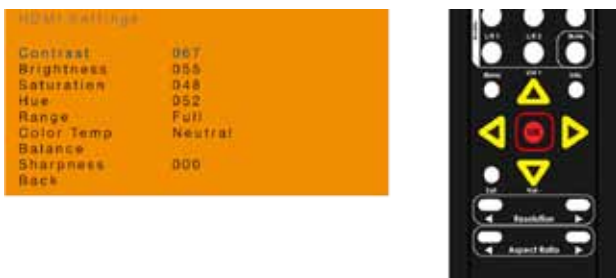 HDMI Settings
Contrast 067
Brightness 055
Saturation 048
Hue 052
Range Full
Color Temp Neutral
Balance
Sharpness 000
Back
Menu
Info
Exit
Resolution
Aspect Ratio